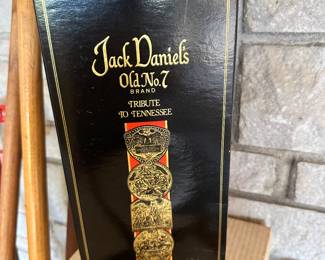 Jack Daniel's
Old No.7
BRAND
TRIBUTE
TO TENNESSEE